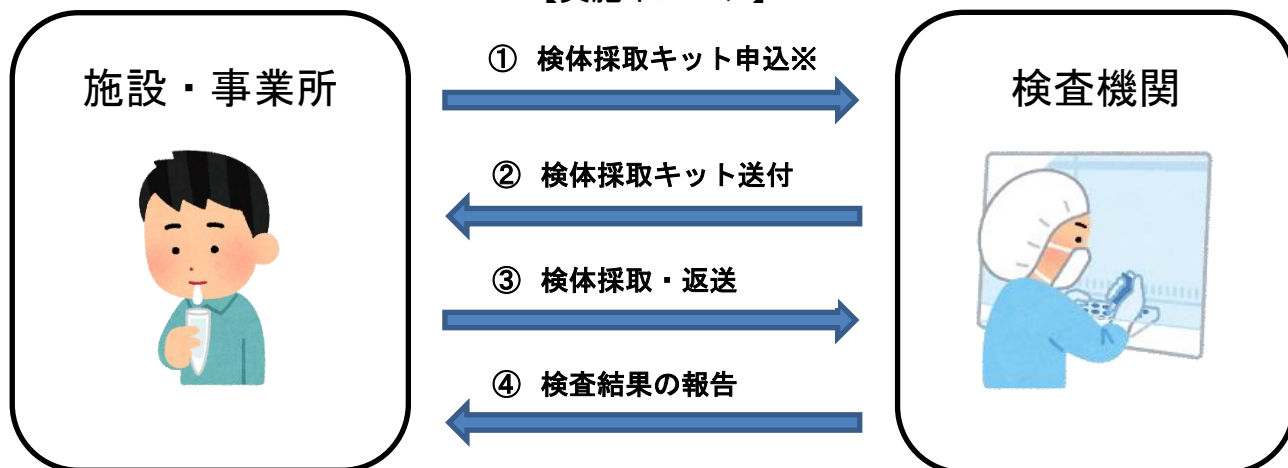 施設・事業所
① 検体採取キット申込※
検査機関
② 検体採取キット送付
③ 検体採取・返送
④ 検査結果の報告